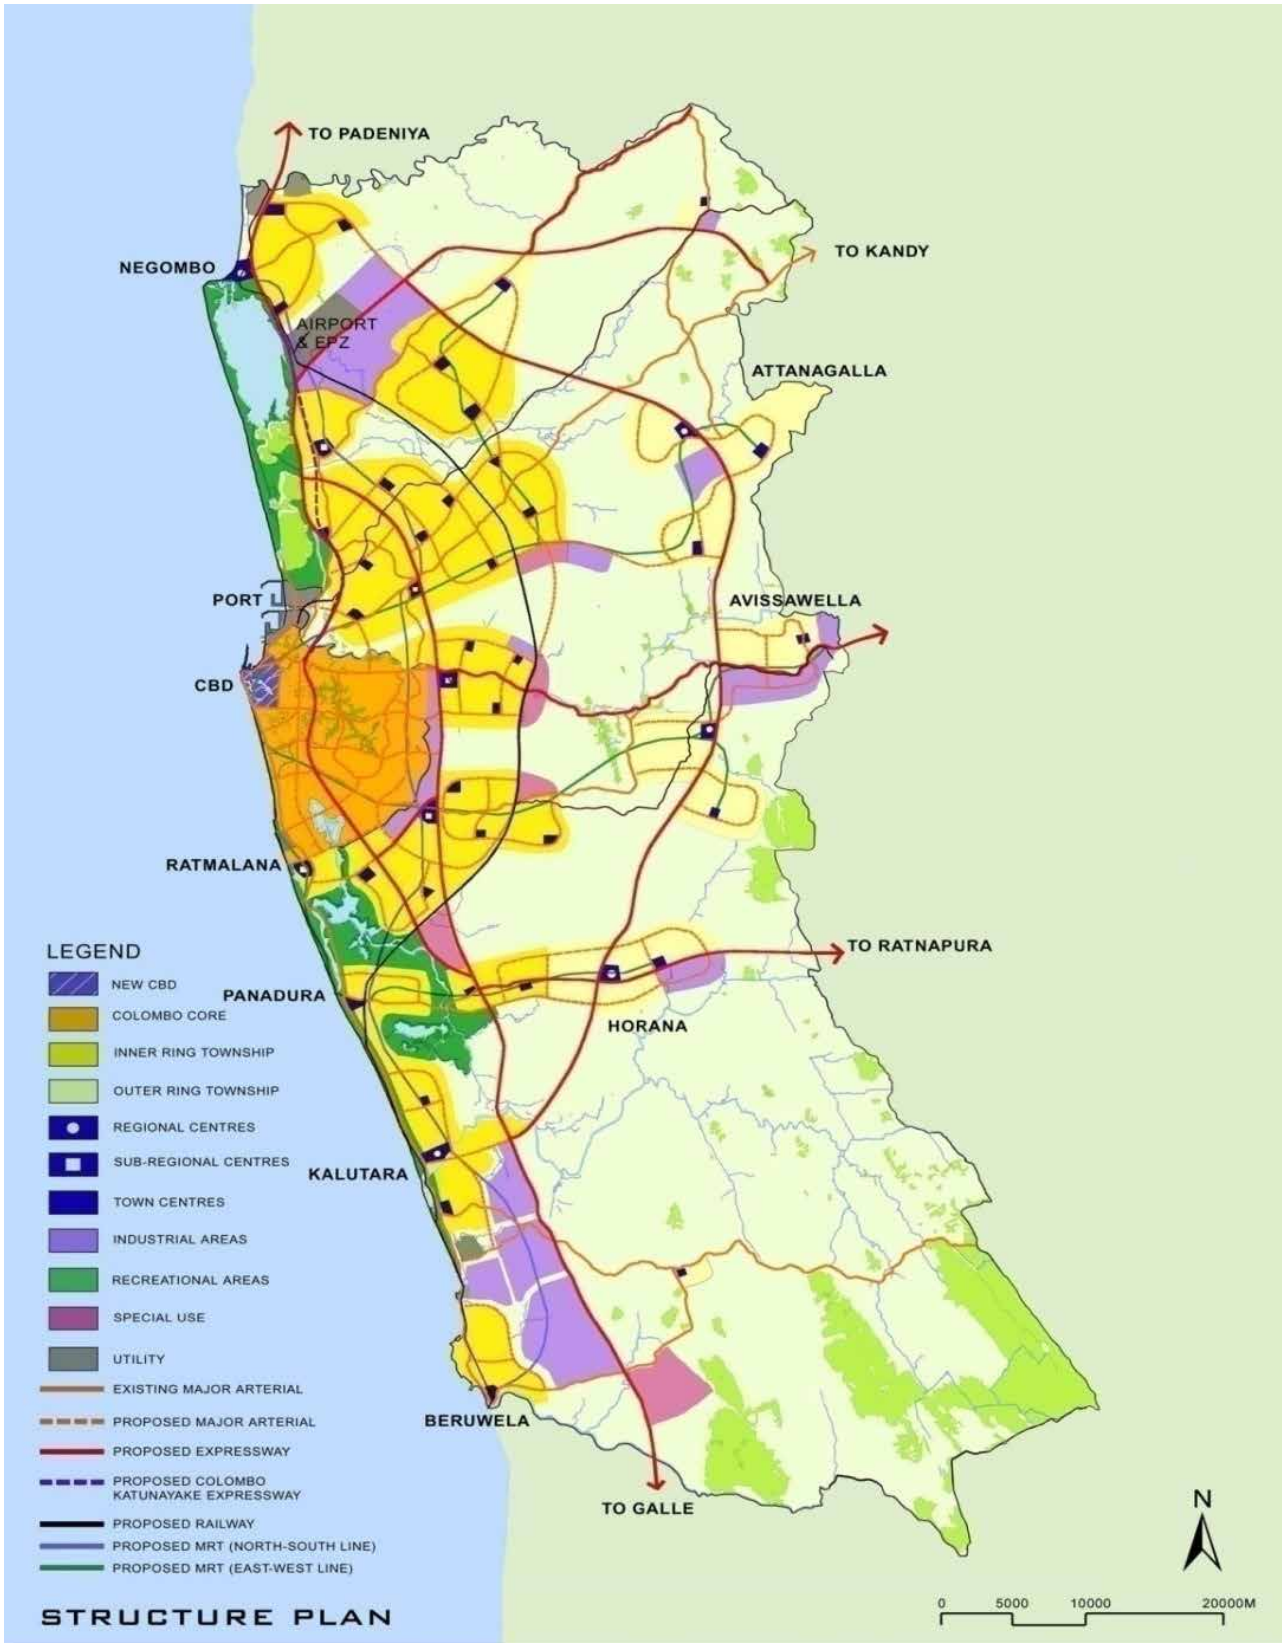 TO PADENIYA
TO KANDY
NEGOMBO
AIRPORT
& EPZ
ATTANAGALLA
PORT
AVISSAWELLA
CBD
RATMALANA
TO RATNAPURA
PANADURA
HORANA
KALUTARA
BERUWELA
TO GALLE
LEGEND
NEW CBD
COLOMBO CORE
INNER RING TOWNSHIP
OUTER RING TOWNSHIP
REGIONAL CENTRES
SUB-REGIONAL CENTRES
TOWN CENTRES
INDUSTRIAL AREAS
RECREATIONAL AREAS
SPECIAL USE
UTILITY
EXISTING MAJOR ARTERIAL
PROPOSED MAJOR ARTERIAL
PROPOSED EXPRESSWAY
PROPOSED COLOMBO
KATUNAYAKE EXPRESSWAY
PROPOSED RAILWAY
PROPOSED MRT (NORTH-SOUTH LINE)
PROPOSED MRT (EAST-WEST LINE)
STRUCTURE PLAN
N
0 5000 10000 20000M